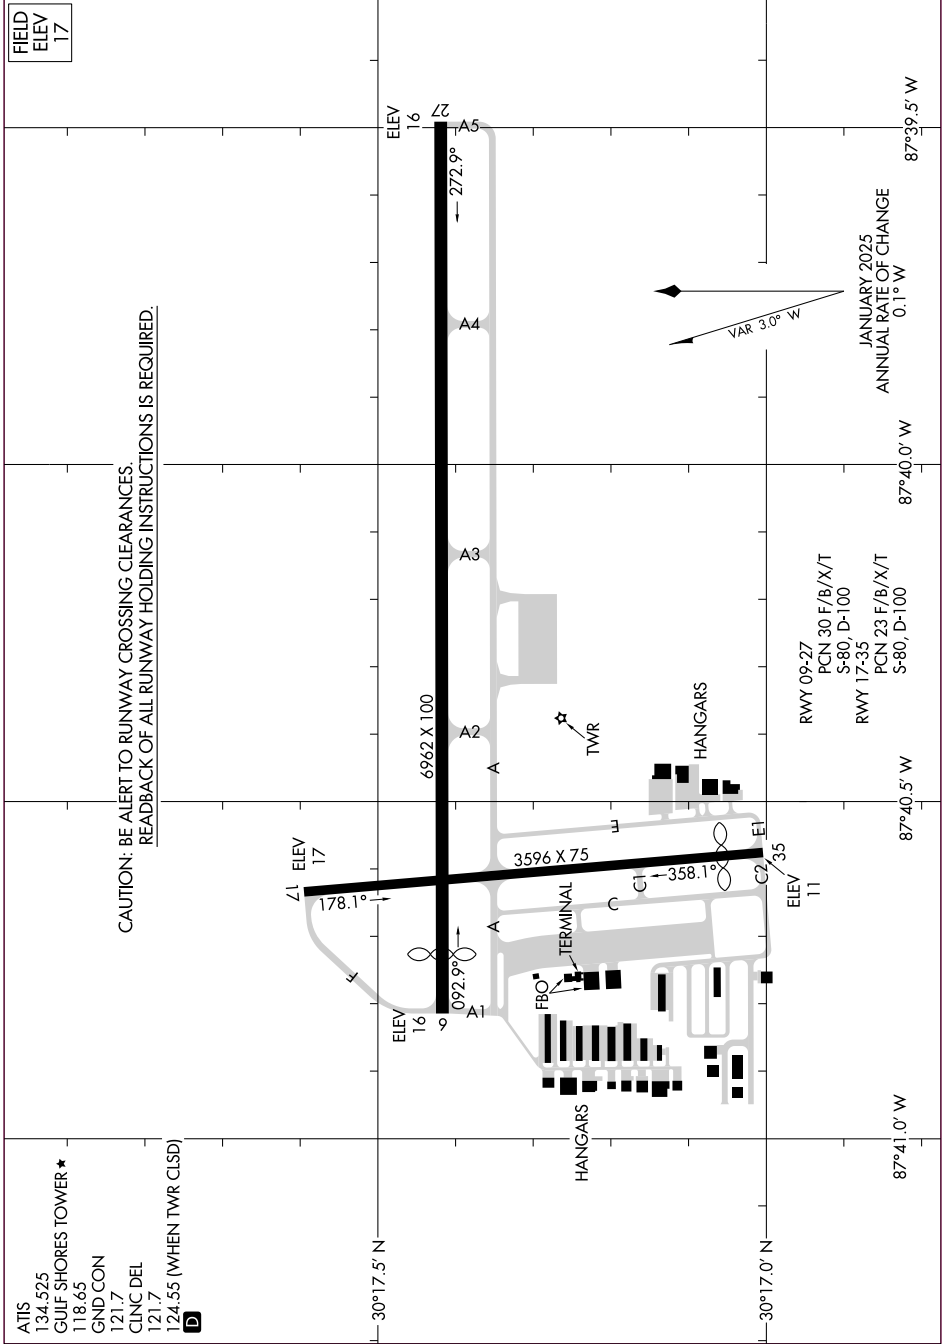 ATIS
134.525
GULF SHORES TOWER★
118.65
GND CON
121.7
CLNC DEL
121.7
124.55 (WHEN TWR CLSD)
D
CAUTION: BE ALERT TO RUNWAY CROSSING CLEARANCES.
READBACK OF ALL RUNWAY HOLDING INSTRUCTIONS IS REQUIRED.
FIELD
ELEV
17
30°17.5' N
30°17.0' N
87°41.0' W
87°40.5' W
87°40.0' W
87°39.5' W
ELEV
17
17
178.1°
F
ELEV
16
9
092.9°
A1
A
A
6962 X 100
A2
A3
A4
A5
ELEV
16
27
272.9°
3596 X 75
E
E1
C
C1
C2
358.1°
35
ELEV
11
TERMINAL
FBO
HANGARS
HANGARS
TWR
RWY 09-27
PCN 30 F/B/X/T
S-80, D-100
RWY 17-35
PCN 23 F/B/X/T
S-80, D-100
VAR 3.0° W
JANUARY 2025
ANNUAL RATE OF CHANGE
0.1° W